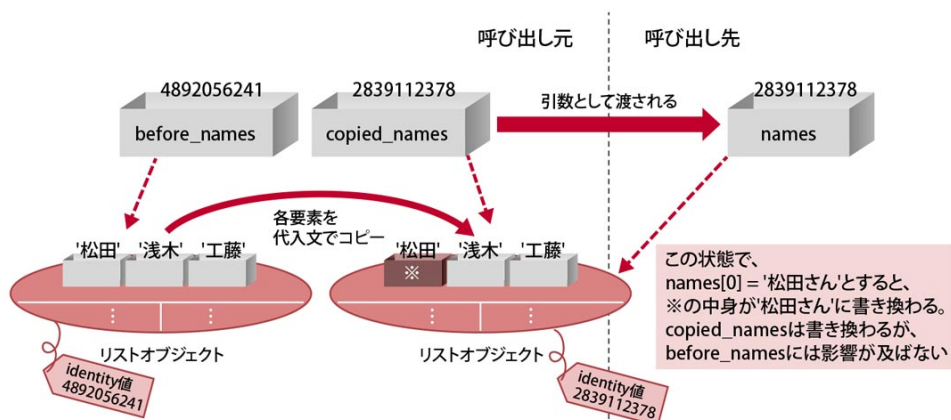 呼び出し元
呼び出し先
4892056241
before_names
2839112378
copied_names
引数として渡される
2839112378
names
各要素を
代入文でコピー
'松田' '浅木' '工藤'
'松田' '浅木' '工藤'
※
⋮ ⋮
⋮ ⋮
リストオブジェクト
リストオブジェクト
identity値
4892056241
identity値
2839112378
この状態で、
names[0] = '松田さん'とすると、
※の中身が'松田さん'に書き換わる。
copied_namesは書き換わるが、
before_namesには影響が及ばない